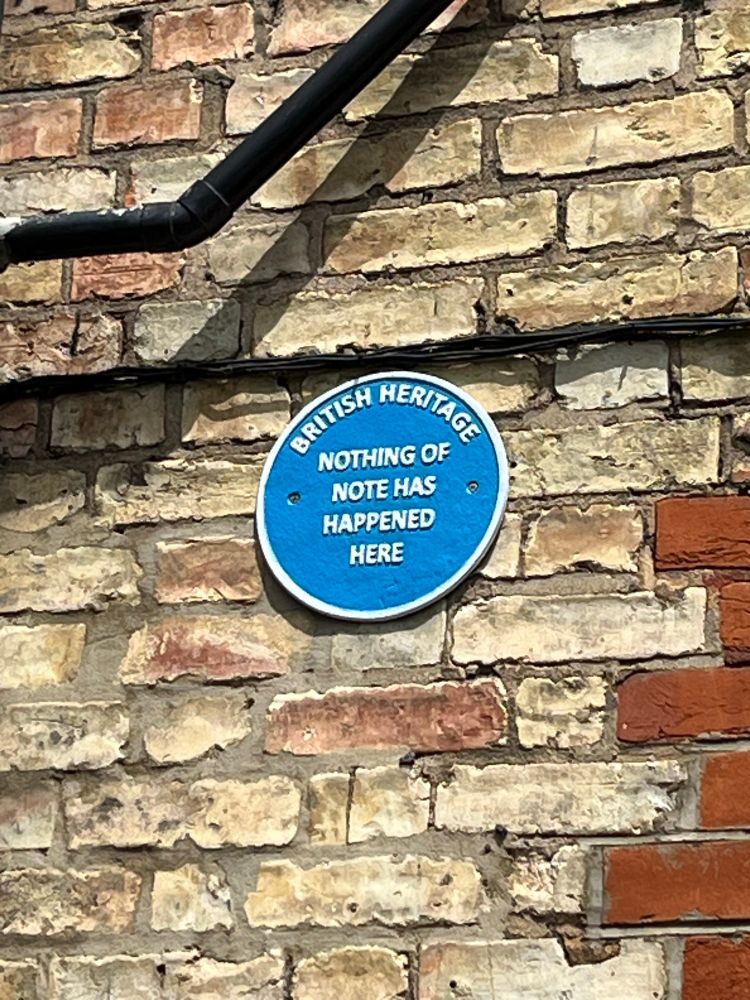 BRITISH HERITAGE
NOTHING OF
NOTE HAS
HAPPENED
HERE